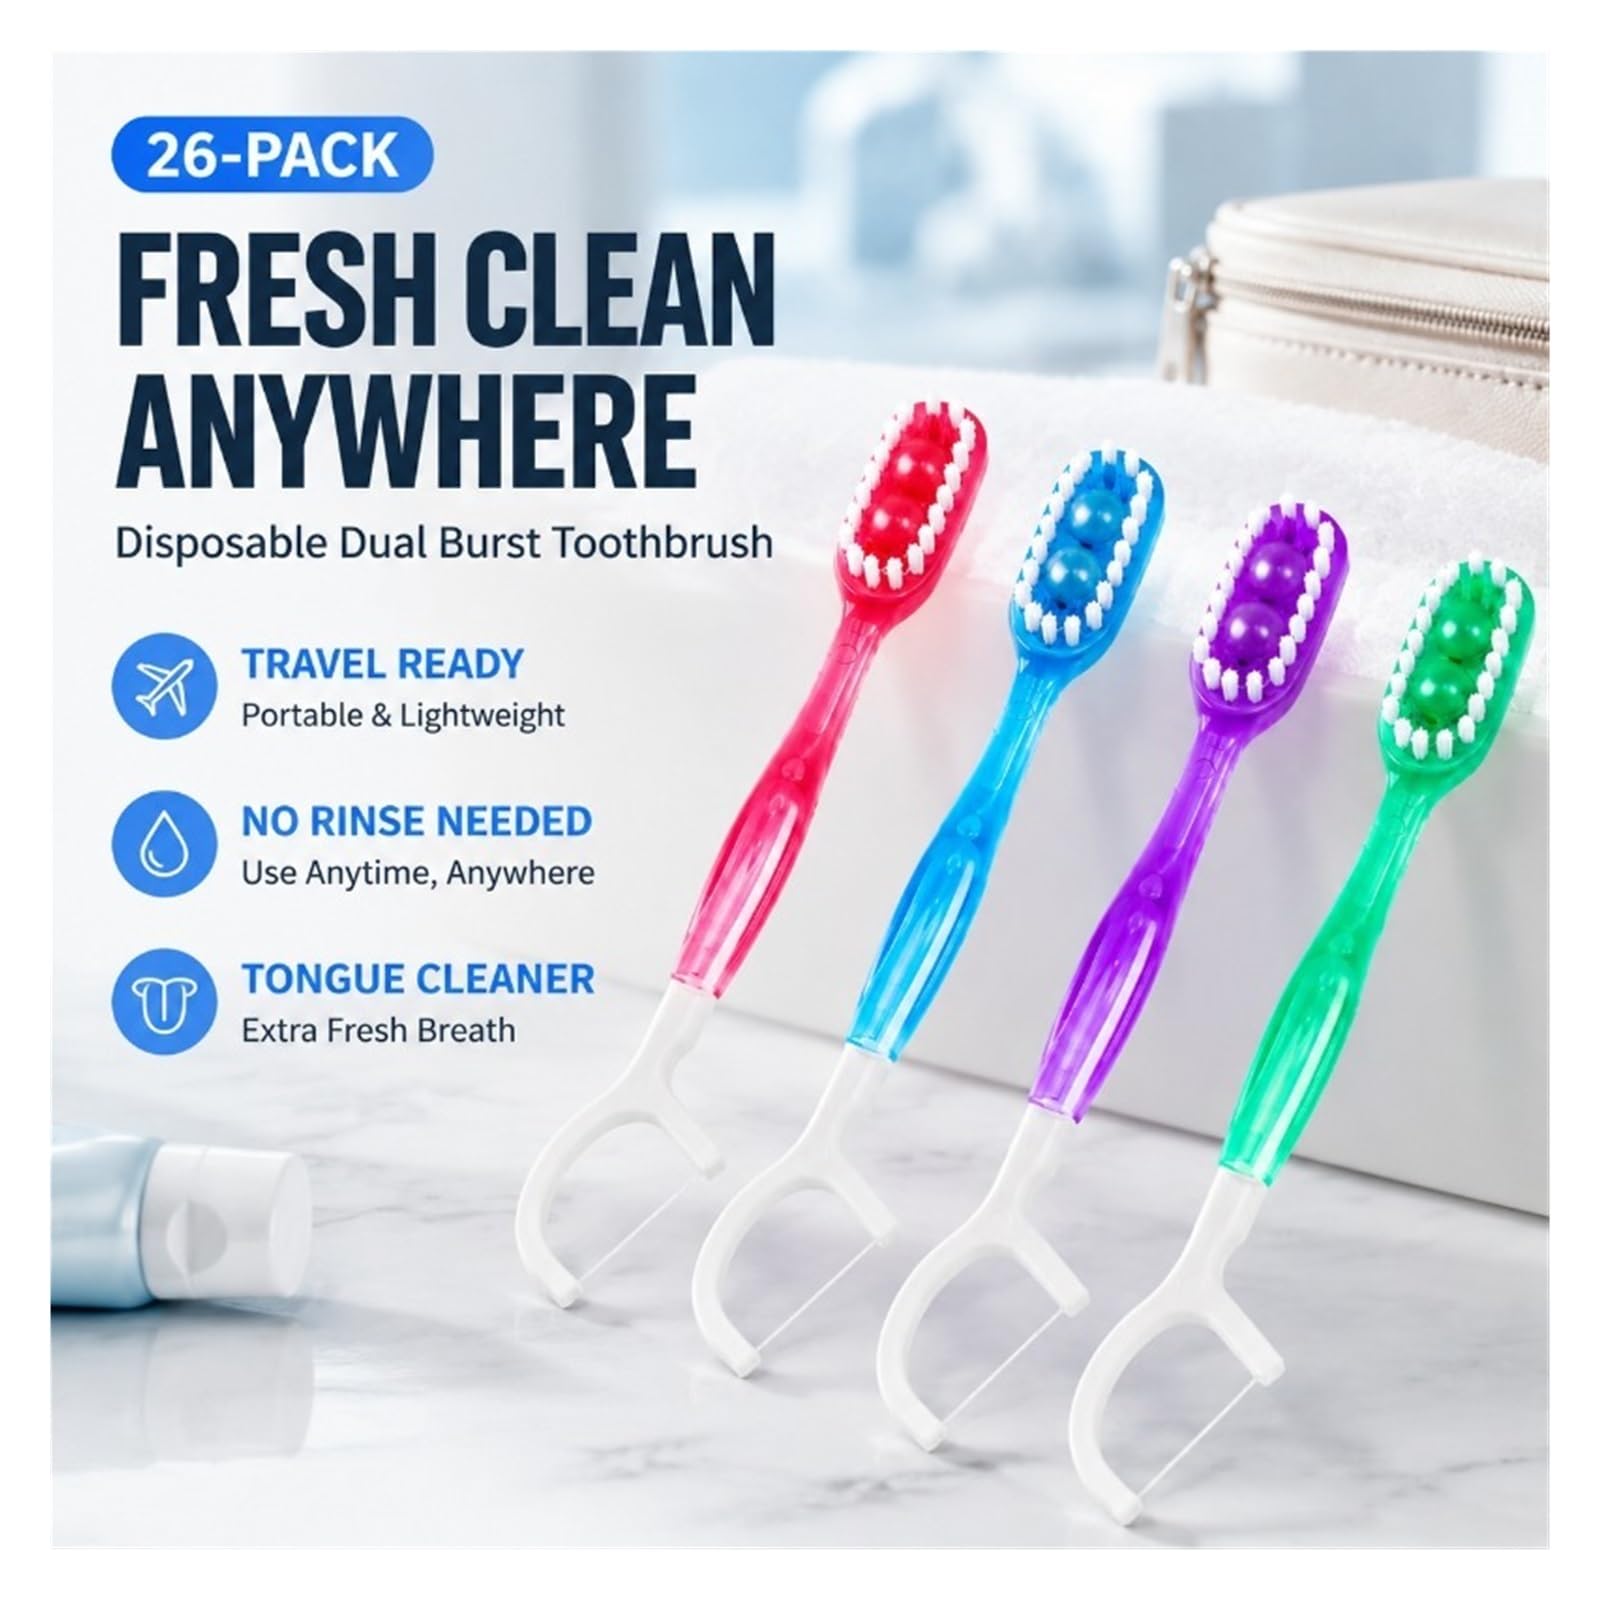 26-PACK
FRESH CLEAN
ANYWHERE
Disposable Dual Burst Toothbrush
TRAVEL READY
Portable & Lightweight
NO RINSE NEEDED
Use Anytime, Anywhere
TONGUE CLEANER
Extra Fresh Breath